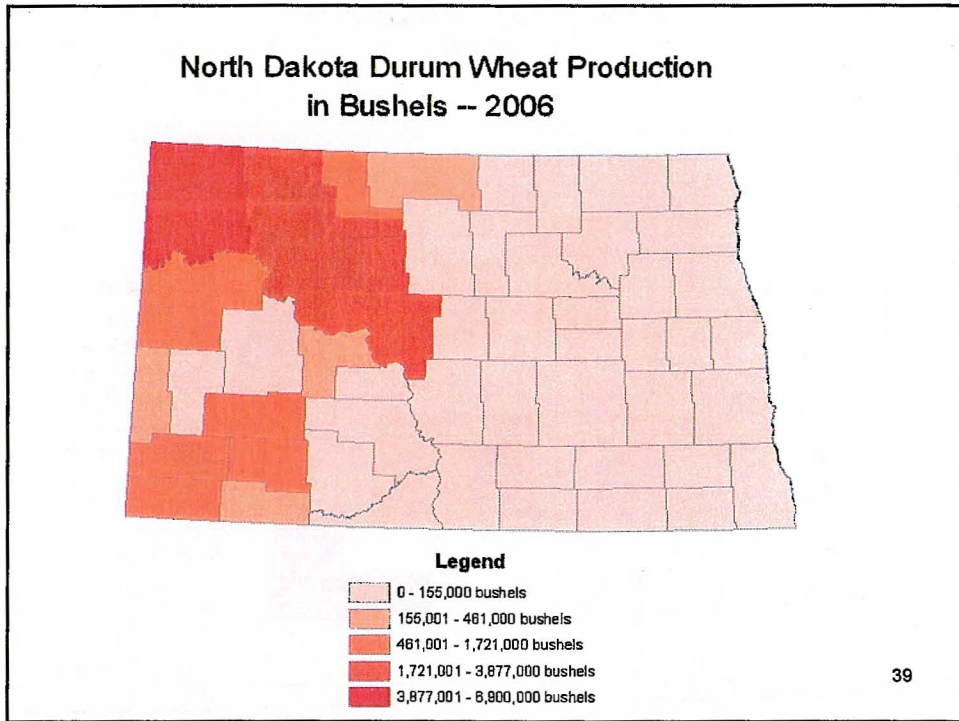 North Dakota Durum Wheat Production
in Bushels -- 2006
Legend
0 - 155,000 bushels
155,001 - 461,000 bushels
461,001 - 1,721,000 bushels
1,721,001 - 3,877,000 bushels
3,877,001 - 6,900,000 bushels
39